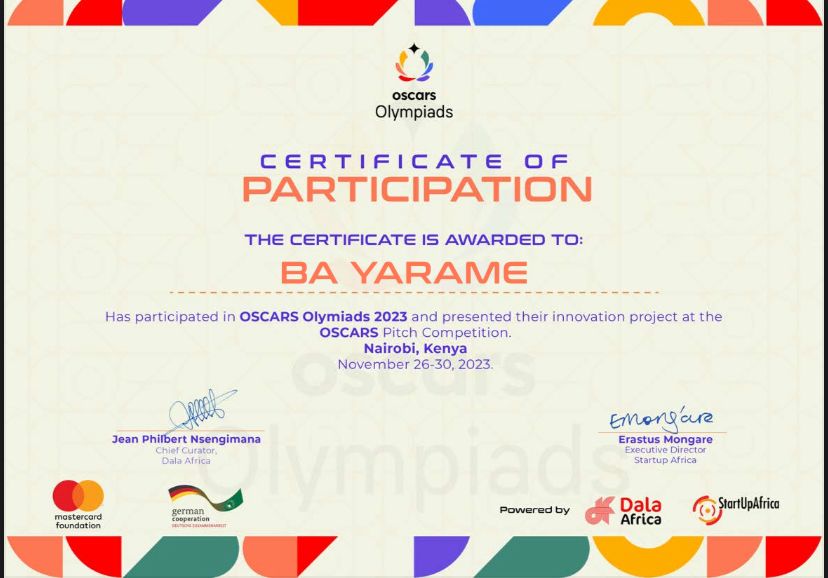 oscars
Olympiads
CERTIFICATE OF
PARTICIPATION
THE CERTIFICATE IS AWARDED TO:
BA YARAME
Has participated in OSCARS Olymiads 2023 and presented their innovation project at the
OSCARS Pitch Competition.
Nairobi, Kenya
November 26-30, 2023.
oscars
Olympiads
Emongare
Jean Philbert Nsengimana
Chief Curator,
Dala Africa
Erastus Mongare
Executive Director
Startup Africa
mastercard
foundation
german
cooperation
DEUTSCHE ZUSAMMENARBEIT
Powered by
Dala
Africa
StartUpAfrica